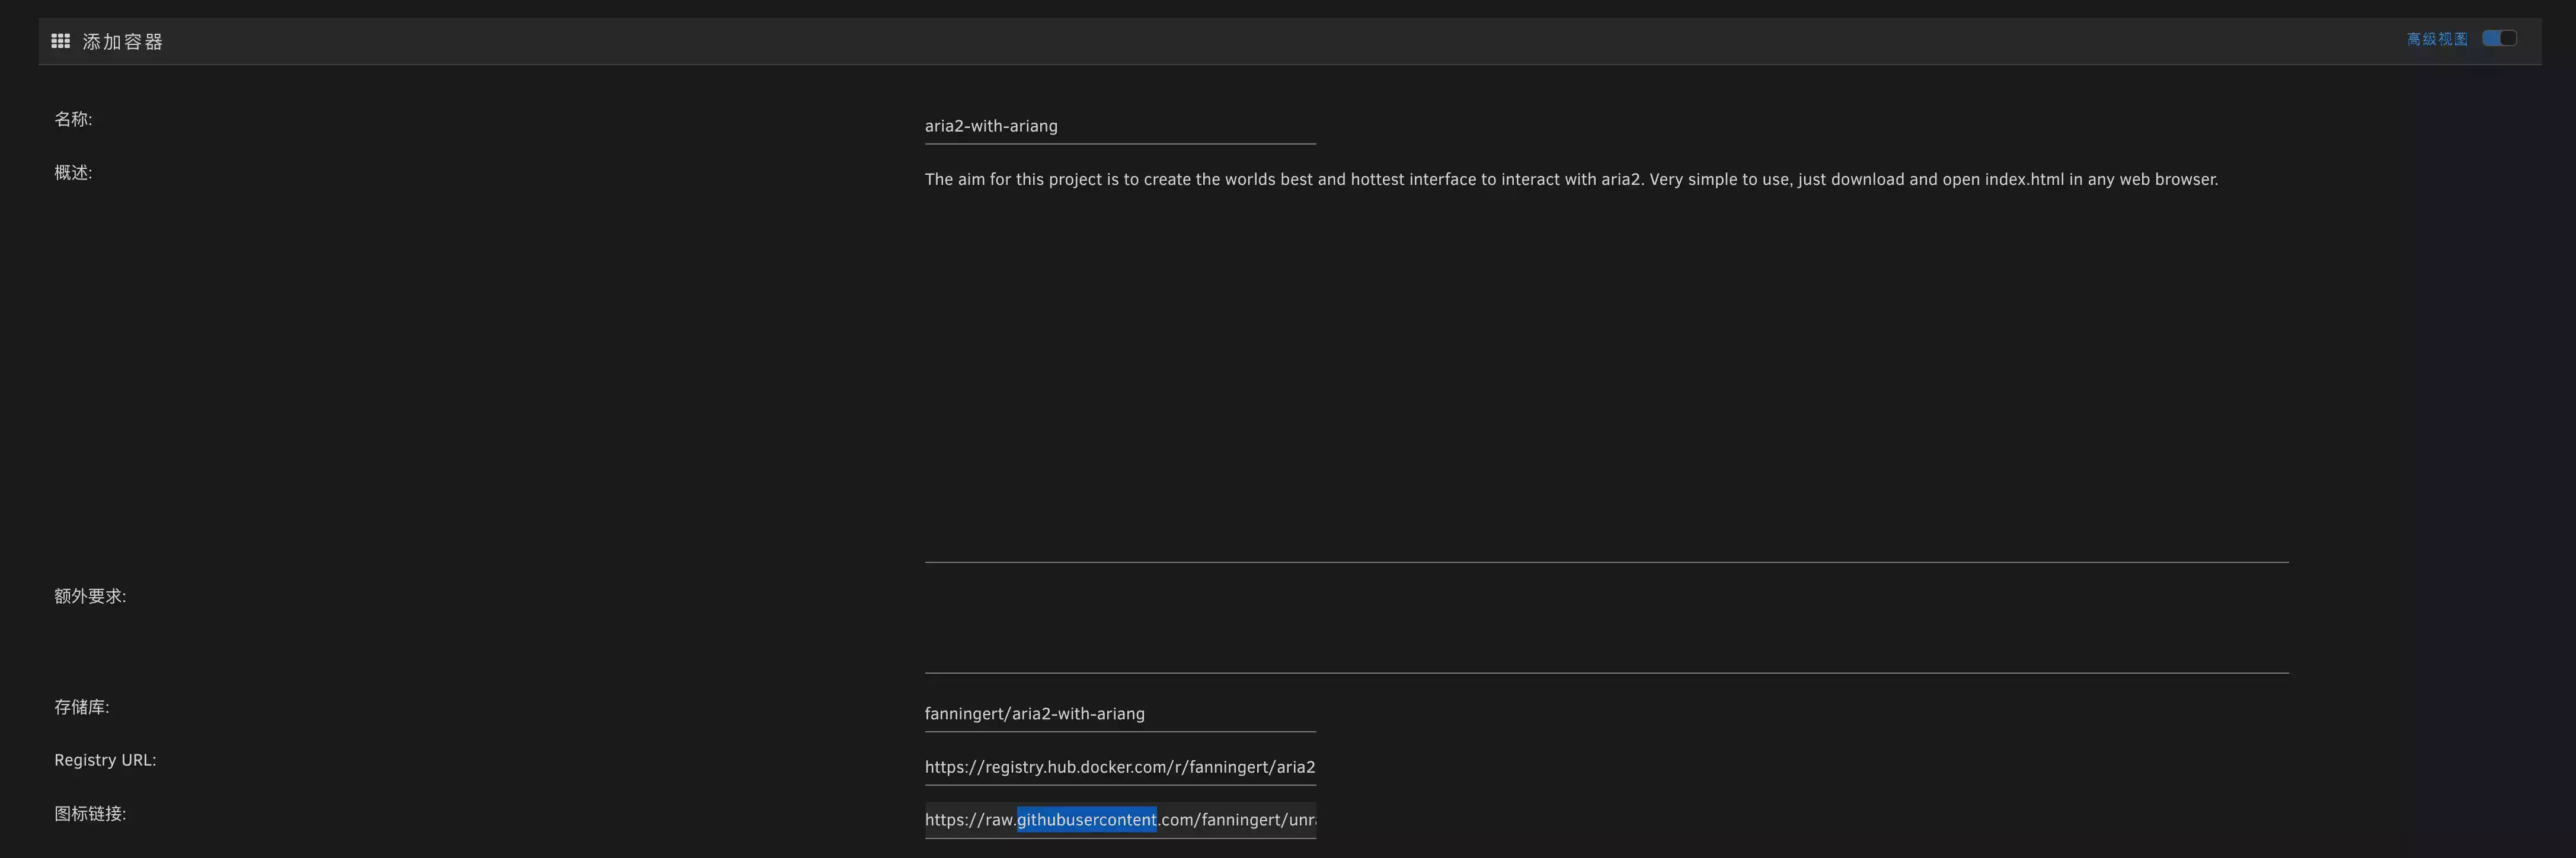 添加容器
高级视图
名称:
aria2-with-ariang
概述:
The aim for this project is to create the worlds best and hottest interface to interact with aria2. Very simple to use, just download and open index.html in any web browser.
额外要求:
存储库:
fanningert/aria2-with-ariang
Registry URL:
https://registry.hub.docker.com/r/fanningert/aria2
图标链接:
https://raw.githubusercontent.com/fanningert/unra